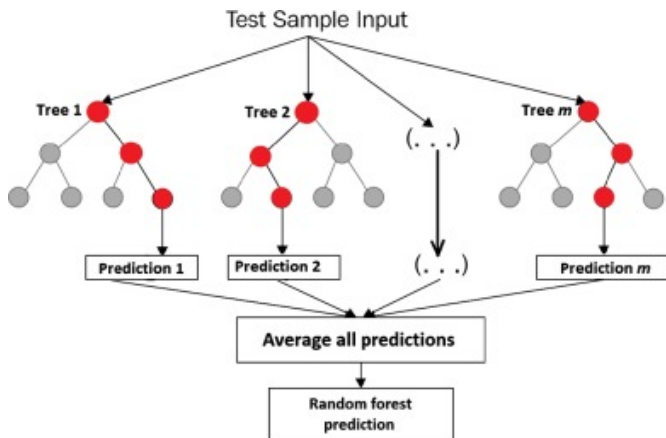 Test Sample Input
Tree 1
Tree 2
(. . .)
Tree m
Prediction 1
Prediction 2
(. . .)
Prediction m
Average all predictions
Random forest
prediction